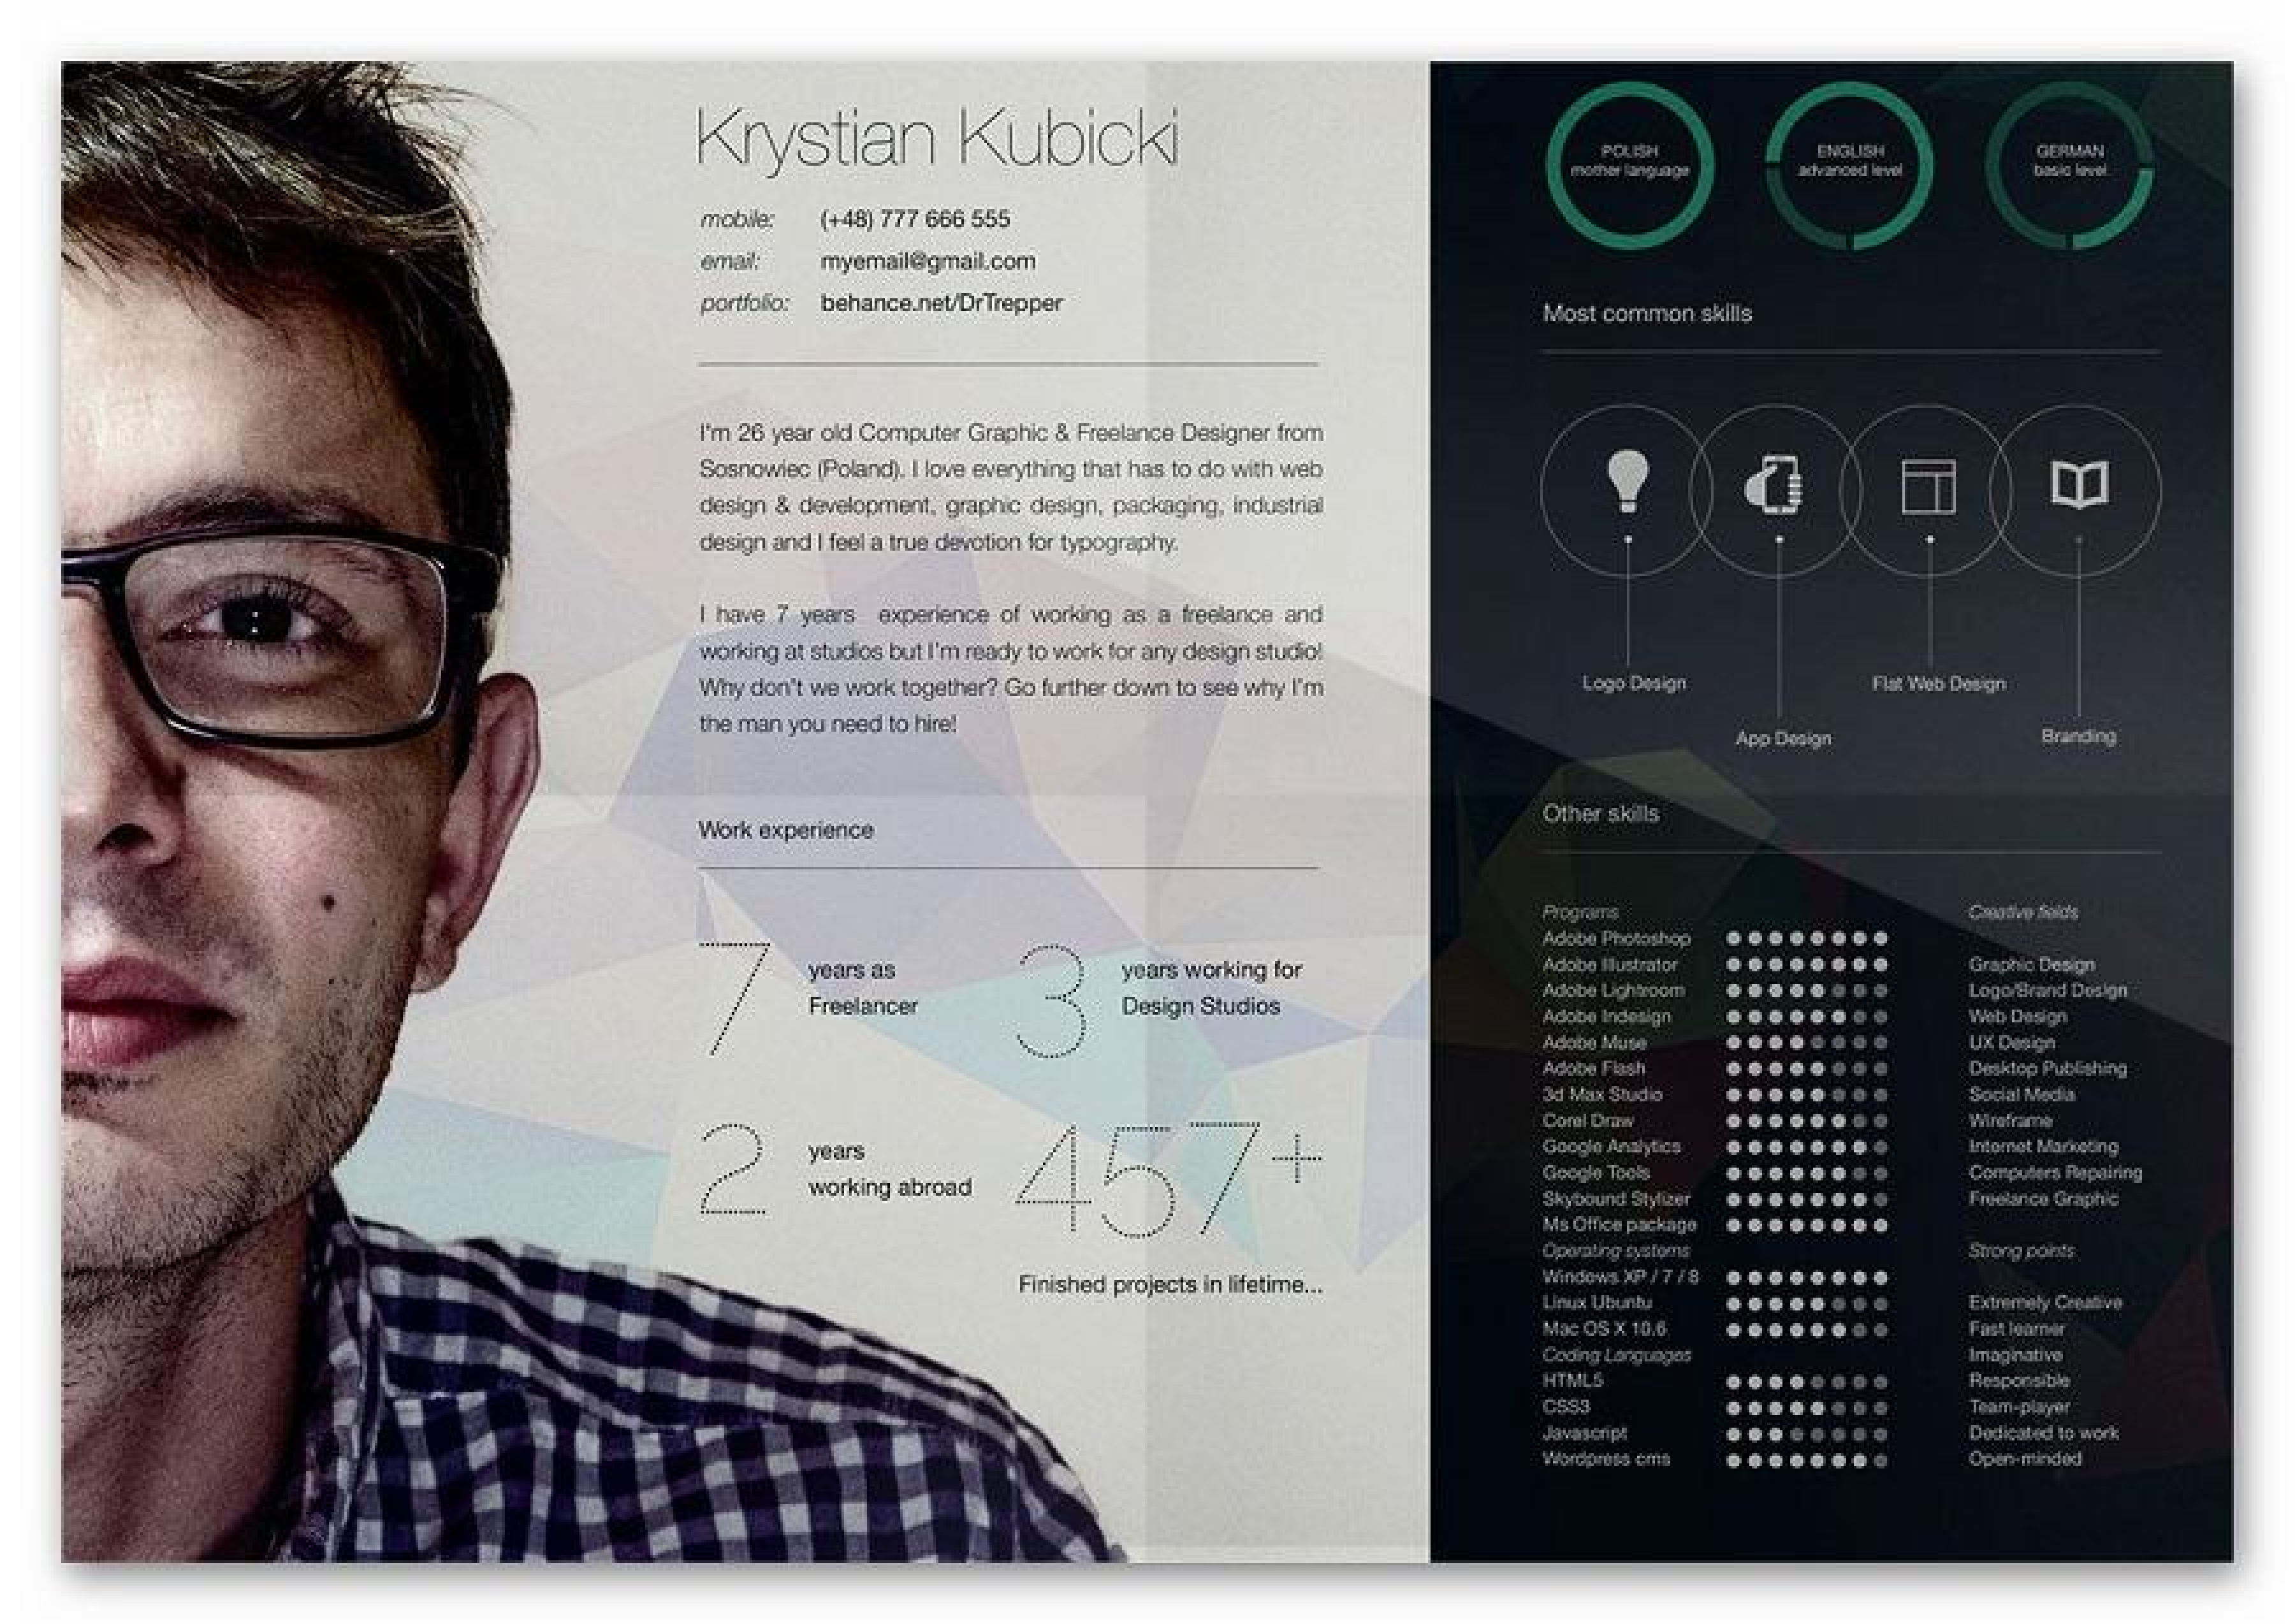 Krystian Kubicki
mobile: (+48) 777 666 555
email: myemail@gmail.com
portfolio: behance.net/DrTrepper
I'm 26 year old Computer Graphic & Freelance Designer from
Sosnowiec (Poland). I love everything that has to do with web
design & development, graphic design, packaging, industrial
design and I feel a true devotion for typography.
I have 7 years experience of working as a freelance and
working at studios but I'm ready to work for any design studio!
Why don't we work together? Go further down to see why I'm
the man you need to hire!
Work experience
7 years as
Freelancer
3 years working for
Design Studios
2 years
working abroad
457+
Finished projects in lifetime...
POLISH
mother language
ENGLISH
advanced level
GERMAN
basic level
Most common skills
Logo Design
App Design
Flat Web Design
Branding
Other skills
Programs
Adobe Photoshop
Adobe Illustrator
Adobe Lightroom
Adobe Indesign
Adobe Muse
Adobe Flash
3d Max Studio
Corel Draw
Google Analytics
Google Tools
Skybound Stylizer
Ms Office package
Operating systems
Windows XP / 7 / 8
Linux Ubuntu
Mac OS X 10.6
Coding Languages
HTML5
CSS3
Javascript
Wordpress cms
Creative fields
Graphic Design
Logo/Brand Design
Web Design
UX Design
Desktop Publishing
Social Media
Wireframe
Internet Marketing
Computers Repairing
Freelance Graphic
Strong points
Extremely Creative
Fast learner
Imaginative
Responsible
Team-player
Dedicated to work
Open-minded